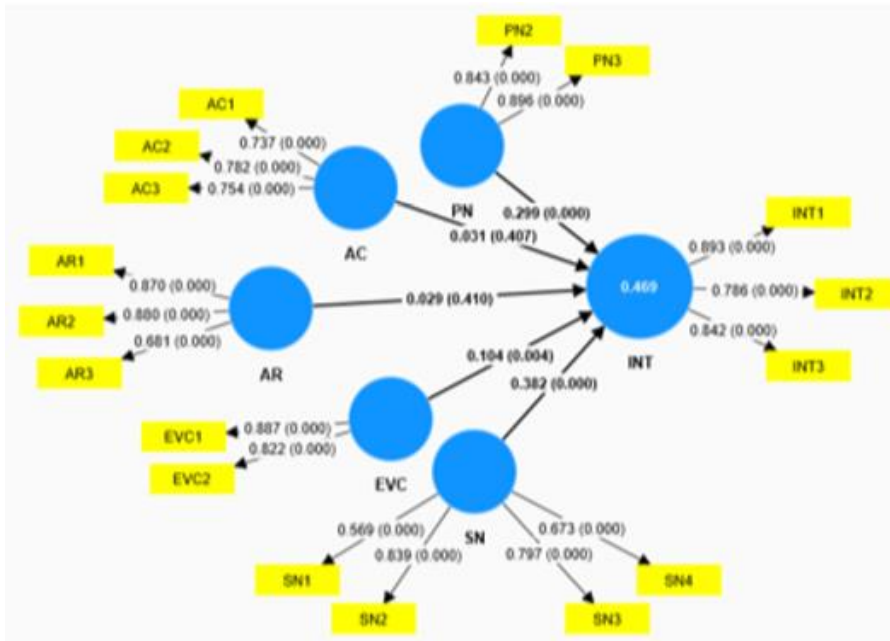 PN2
0.843 (0.000)
PN3
0.896 (0.000)
PN
AC1
0.737 (0.000)
AC2
0.782 (0.000)
AC3
0.754 (0.000)
AC
0.299 (0.000)
0.031 (0.407)
AR1
0.870 (0.000)
AR2
0.880 (0.000)
AR3
0.681 (0.000)
AR
0.029 (0.410)
INT1
0.893 (0.000)
0.469
0.786 (0.000)
INT2
0.842 (0.000)
INT3
INT
0.104 (0.004)
0.382 (0.000)
EVC1
0.887 (0.000)
0.822 (0.000)
EVC2
EVC
SN
0.569 (0.000)
0.839 (0.000)
0.797 (0.000)
0.673 (0.000)
SN1
SN2
SN3
SN4